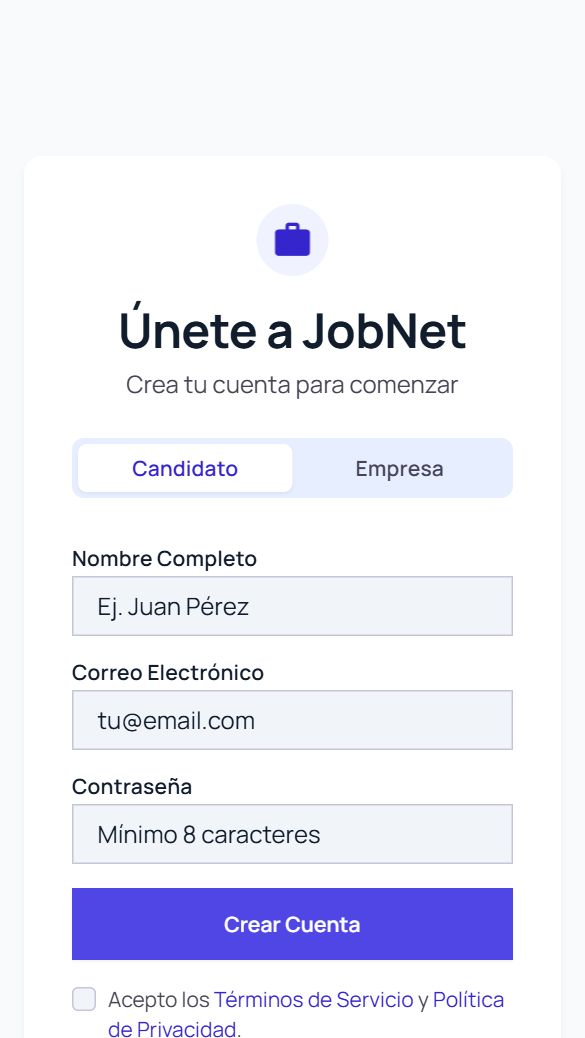 Únete a JobNet
Crea tu cuenta para comenzar
Candidato Empresa
Nombre Completo
Ej. Juan Pérez
Correo Electrónico
tu@email.com
Contraseña
Mínimo 8 caracteres
Crear Cuenta
Acepto los Términos de Servicio y Política
de Privacidad.